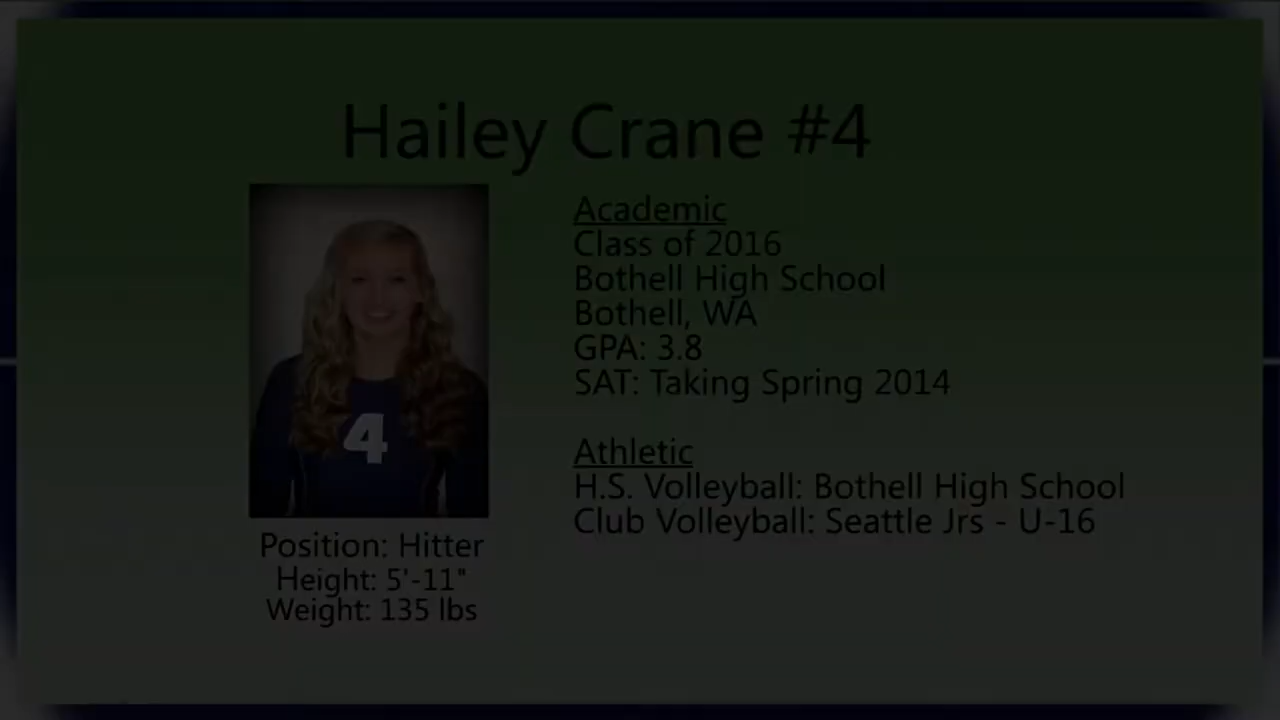 Hailey Crane #4
4
Position: Hitter
Height: 5'-11"
Weight: 135 lbs
Academic
Class of 2016
Bothell High School
Bothell, WA
GPA: 3.8
SAT: Taking Spring 2014
Athletic
H.S. Volleyball: Bothell High School
Club Volleyball: Seattle Jrs - U-16